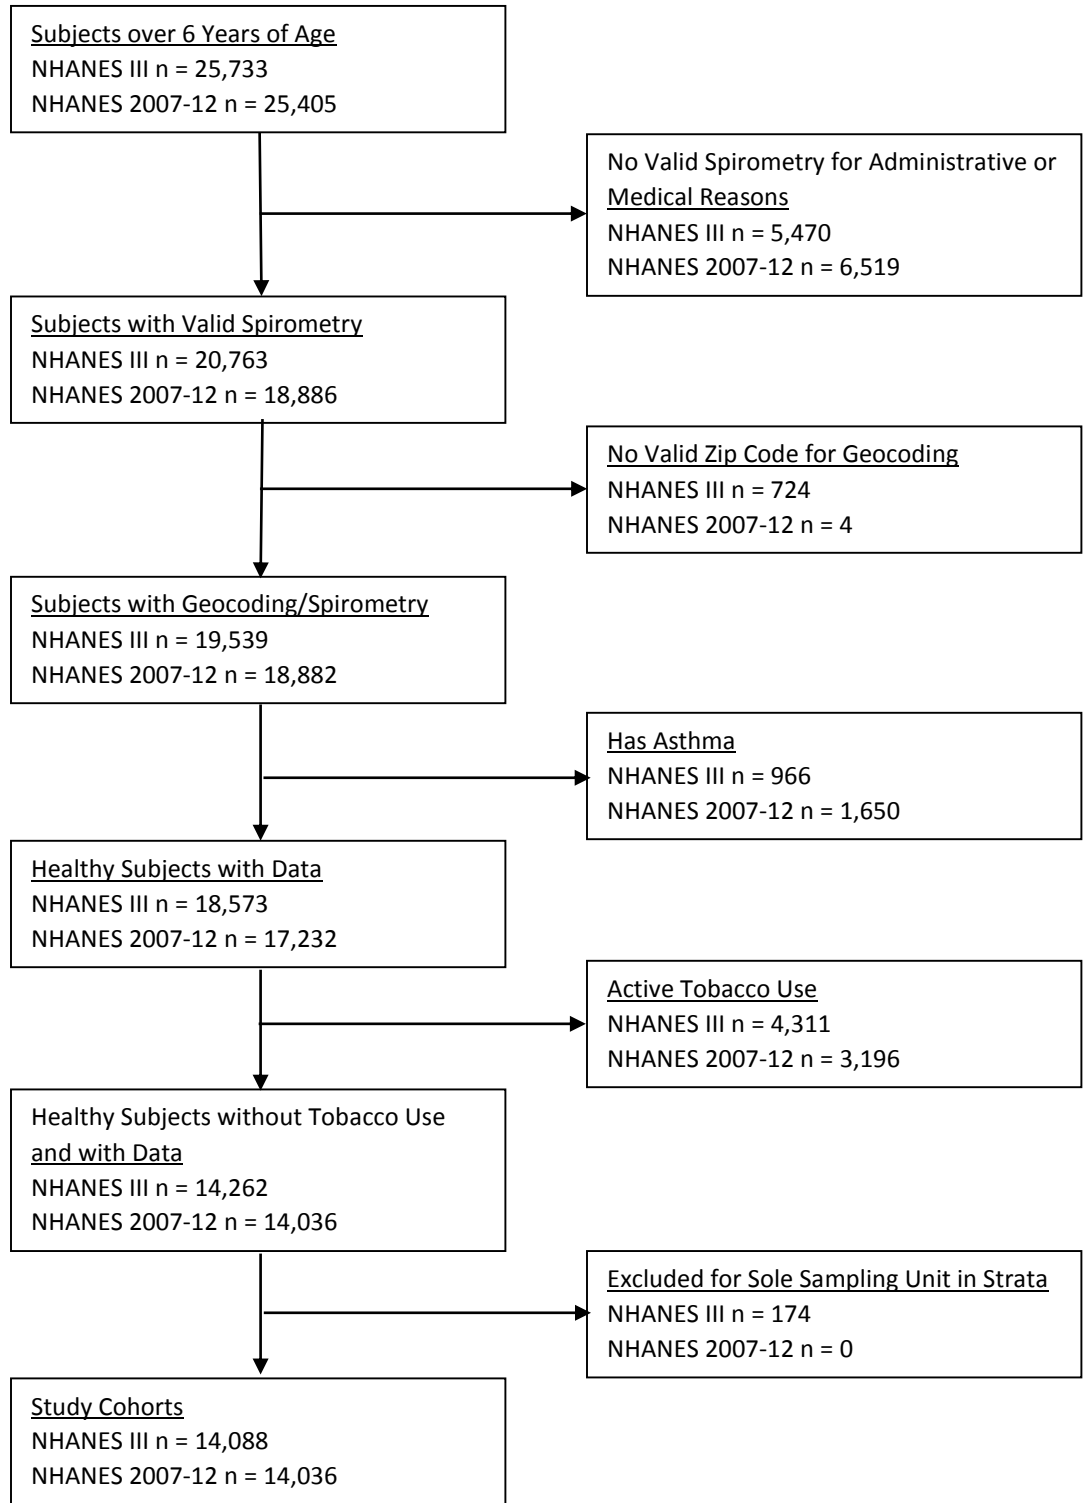 Subjects over 6 Years of Age
NHANES III n = 25,733
NHANES 2007-12 n = 25,405
No Valid Spirometry for Administrative or
Medical Reasons
NHANES III n = 5,470
NHANES 2007-12 n = 6,519
Subjects with Valid Spirometry
NHANES III n = 20,763
NHANES 2007-12 n = 18,886
No Valid Zip Code for Geocoding
NHANES III n = 724
NHANES 2007-12 n = 4
Subjects with Geocoding/Spirometry
NHANES III n = 19,539
NHANES 2007-12 n = 18,882
Has Asthma
NHANES III n = 966
NHANES 2007-12 n = 1,650
Healthy Subjects with Data
NHANES III n = 18,573
NHANES 2007-12 n = 17,232
Active Tobacco Use
NHANES III n = 4,311
NHANES 2007-12 n = 3,196
Healthy Subjects without Tobacco Use
and with Data
NHANES III n = 14,262
NHANES 2007-12 n = 14,036
Excluded for Sole Sampling Unit in Strata
NHANES III n = 174
NHANES 2007-12 n = 0
Study Cohorts
NHANES III n = 14,088
NHANES 2007-12 n = 14,036